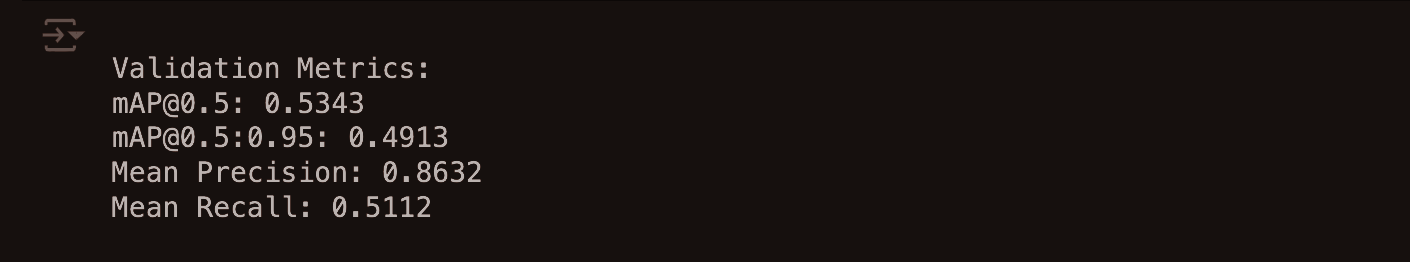 Validation Metrics:
mAP@0.5: 0.5343
mAP@0.5:0.95: 0.4913
Mean Precision: 0.8632
Mean Recall: 0.5112